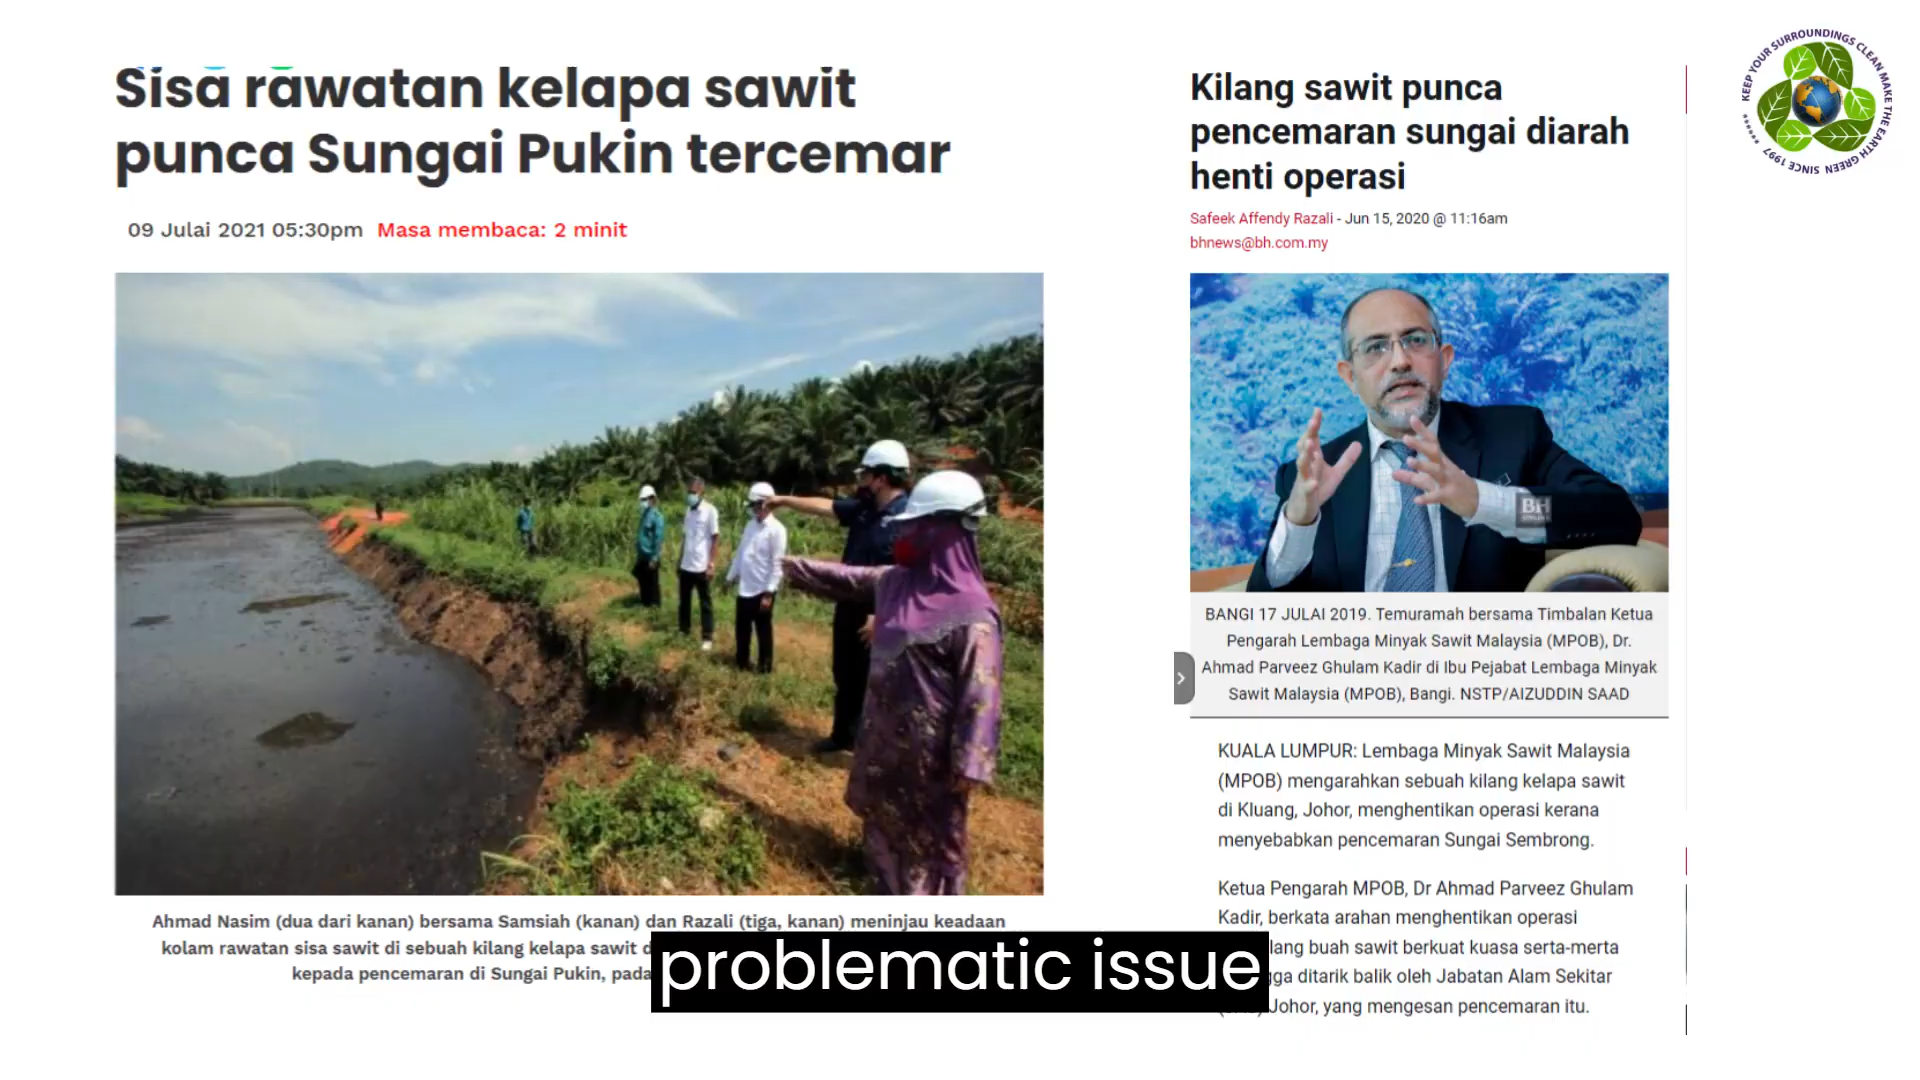 Sisa rawatan kelapa sawit
punca Sungai Pukin tercemar
09 Julai 2021 05:30pm Masa membaca: 2 minit
Ahmad Nasim (dua dari kanan) bersama Samsiah (kanan) dan Razali (tiga, kanan) meninjau keadaan
kolam rawatan sisa sawit di sebuah kilang kelapa sawit
kepada pencemaran di Sungai Pukin, pada
Kilang sawit punca
pencemaran sungai diarah
henti operasi
Safeek Affendy Razali - Jun 15, 2020 @ 11:16am
bhnews@bh.com.my
BH
BANGI 17 JULAI 2019. Temuramah bersama Timbalan Ketua
Pengarah Lembaga Minyak Sawit Malaysia (MPOB), Dr.
Ahmad Parveez Ghulam Kadir di Ibu Pejabat Lembaga Minyak
Sawit Malaysia (MPOB), Bangi. NSTP/AIZUDDIN SAAD
KUALA LUMPUR: Lembaga Minyak Sawit Malaysia
(MPOB) mengarahkan sebuah kilang kelapa sawit
di Kluang, Johor, menghentikan operasi kerana
menyebabkan pencemaran Sungai Sembrong.
Ketua Pengarah MPOB, Dr Ahmad Parveez Ghulam
Kadir, berkata arahan menghentikan operasi
buah sawit berkuat kuasa serta-merta
ditarik balik oleh Jabatan Alam Sekitar
Johor, yang mengesan pencemaran itu.
problematic issue
KEEP YOUR SURROUNDINGS CLEAN MAKE THE EARTH GREEN SINCE 1997